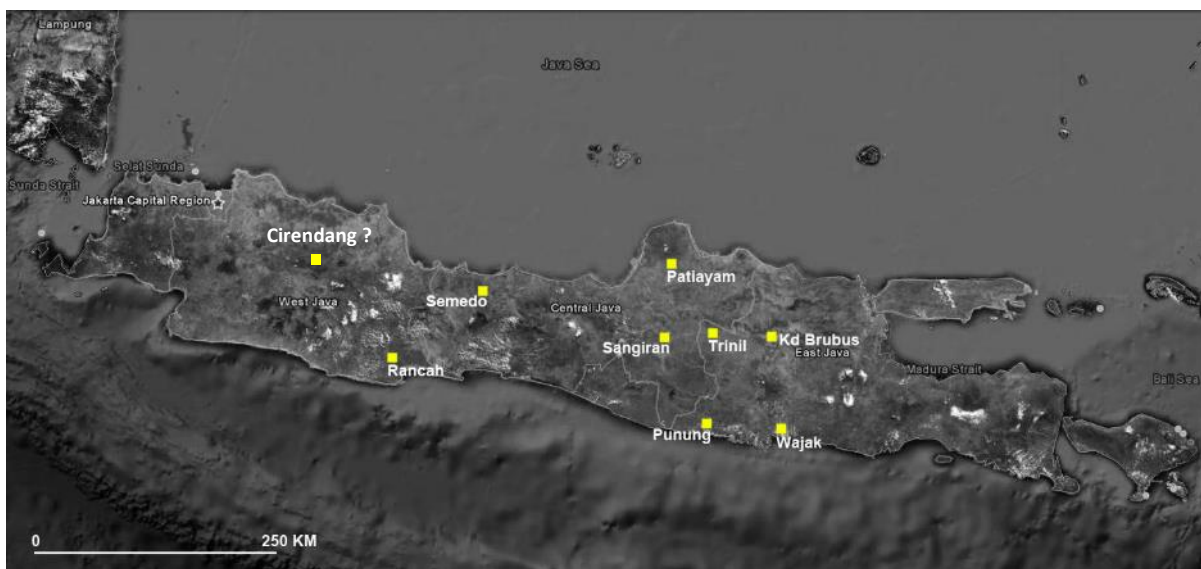 Lampung
Java Sea
Selat Sunda
Sunda Strait
Jakarta Capital Region
Cirendang ?
Patiayam
West Java
Semedo
Central Java
Sangiran
Trinil
Kd Brubus
East Java
Rancah
Madura Strait
Bali Sea
Punung
Wajak
0
250 KM